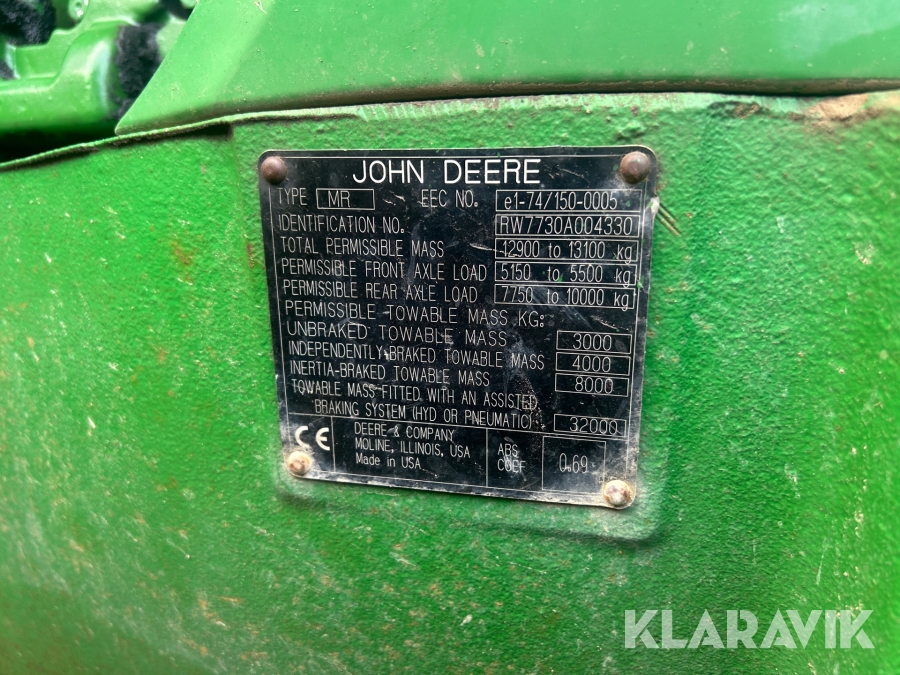 JOHN DEERE
TYPE MR EEC NO. e1-74/150-0005
IDENTIFICATION NO. RW7730A004330
TOTAL PERMISSIBLE MASS 12900 to 13100 kg
PERMISSIBLE FRONT AXLE LOAD 5150 to 5500 kg
PERMISSIBLE REAR AXLE LOAD 7750 to 10000 kg
PERMISSIBLE TOWABLE MASS KG:
UNBRAKED TOWABLE MASS 3000
INDEPENDENTLY-BRAKED TOWABLE MASS 4000
INERTIA-BRAKED TOWABLE MASS 8000
TOWABLE MASS FITTED WITH AN ASSISTED
BRAKING SYSTEM (HYD OR PNEUMATIC) 32000
CE
DEERE & COMPANY
MOLINE, ILLINOIS, USA
Made in USA
ABS
COEF
0.69
KLARAVIK